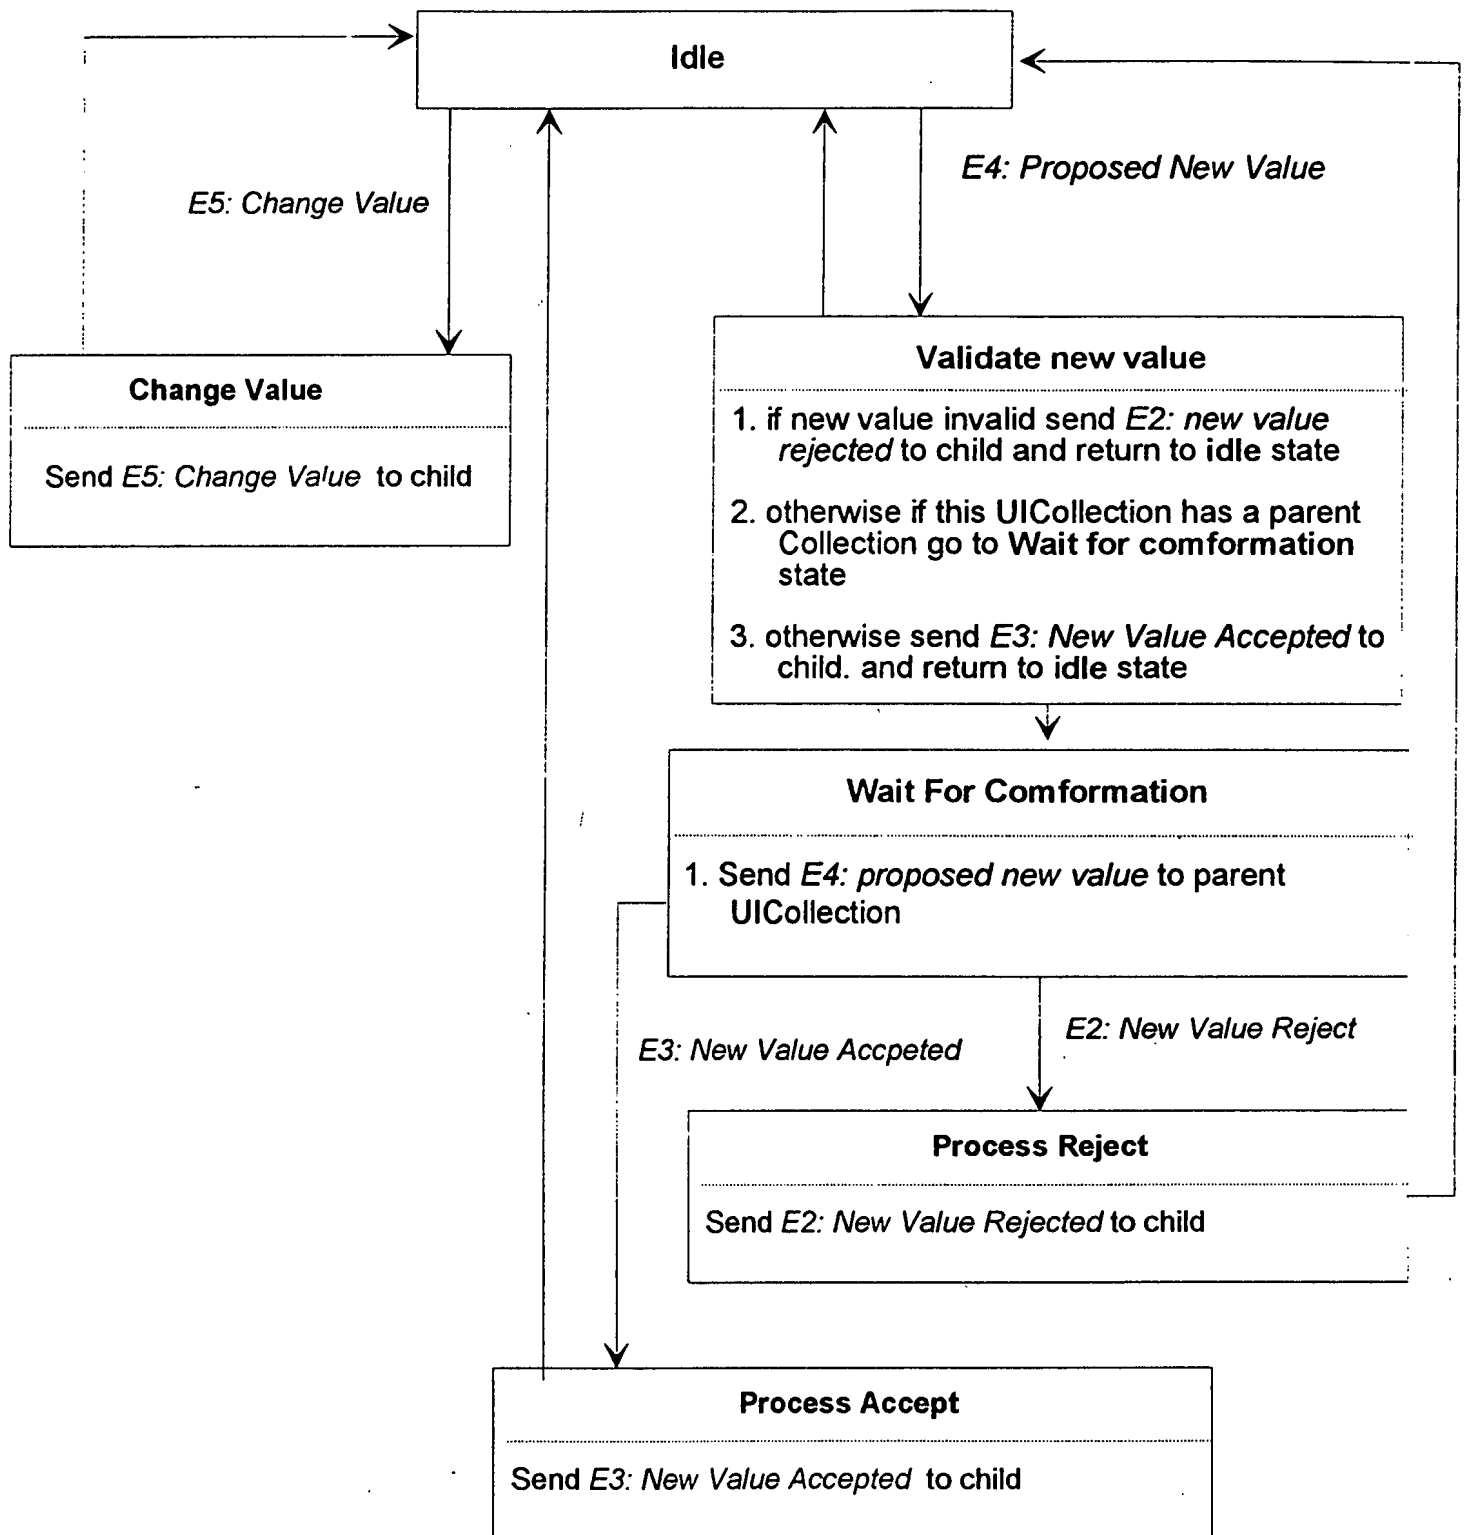 Idle
E4: Proposed New Value
E5: Change Value
Validate new value
1. if new value invalid send E2: new value
rejected to child and return to idle state
2. otherwise if this UICollection has a parent
Collection go to Wait for comformation
state
3. otherwise send E3: New Value Accepted to
child. and return to idle state
Change Value
Send E5: Change Value to child
Wait For Comformation
1. Send E4: proposed new value to parent
UICollection
E3: New Value Accpeted
E2: New Value Reject
Process Reject
Send E2: New Value Rejected to child
Process Accept
Send E3: New Value Accepted to child